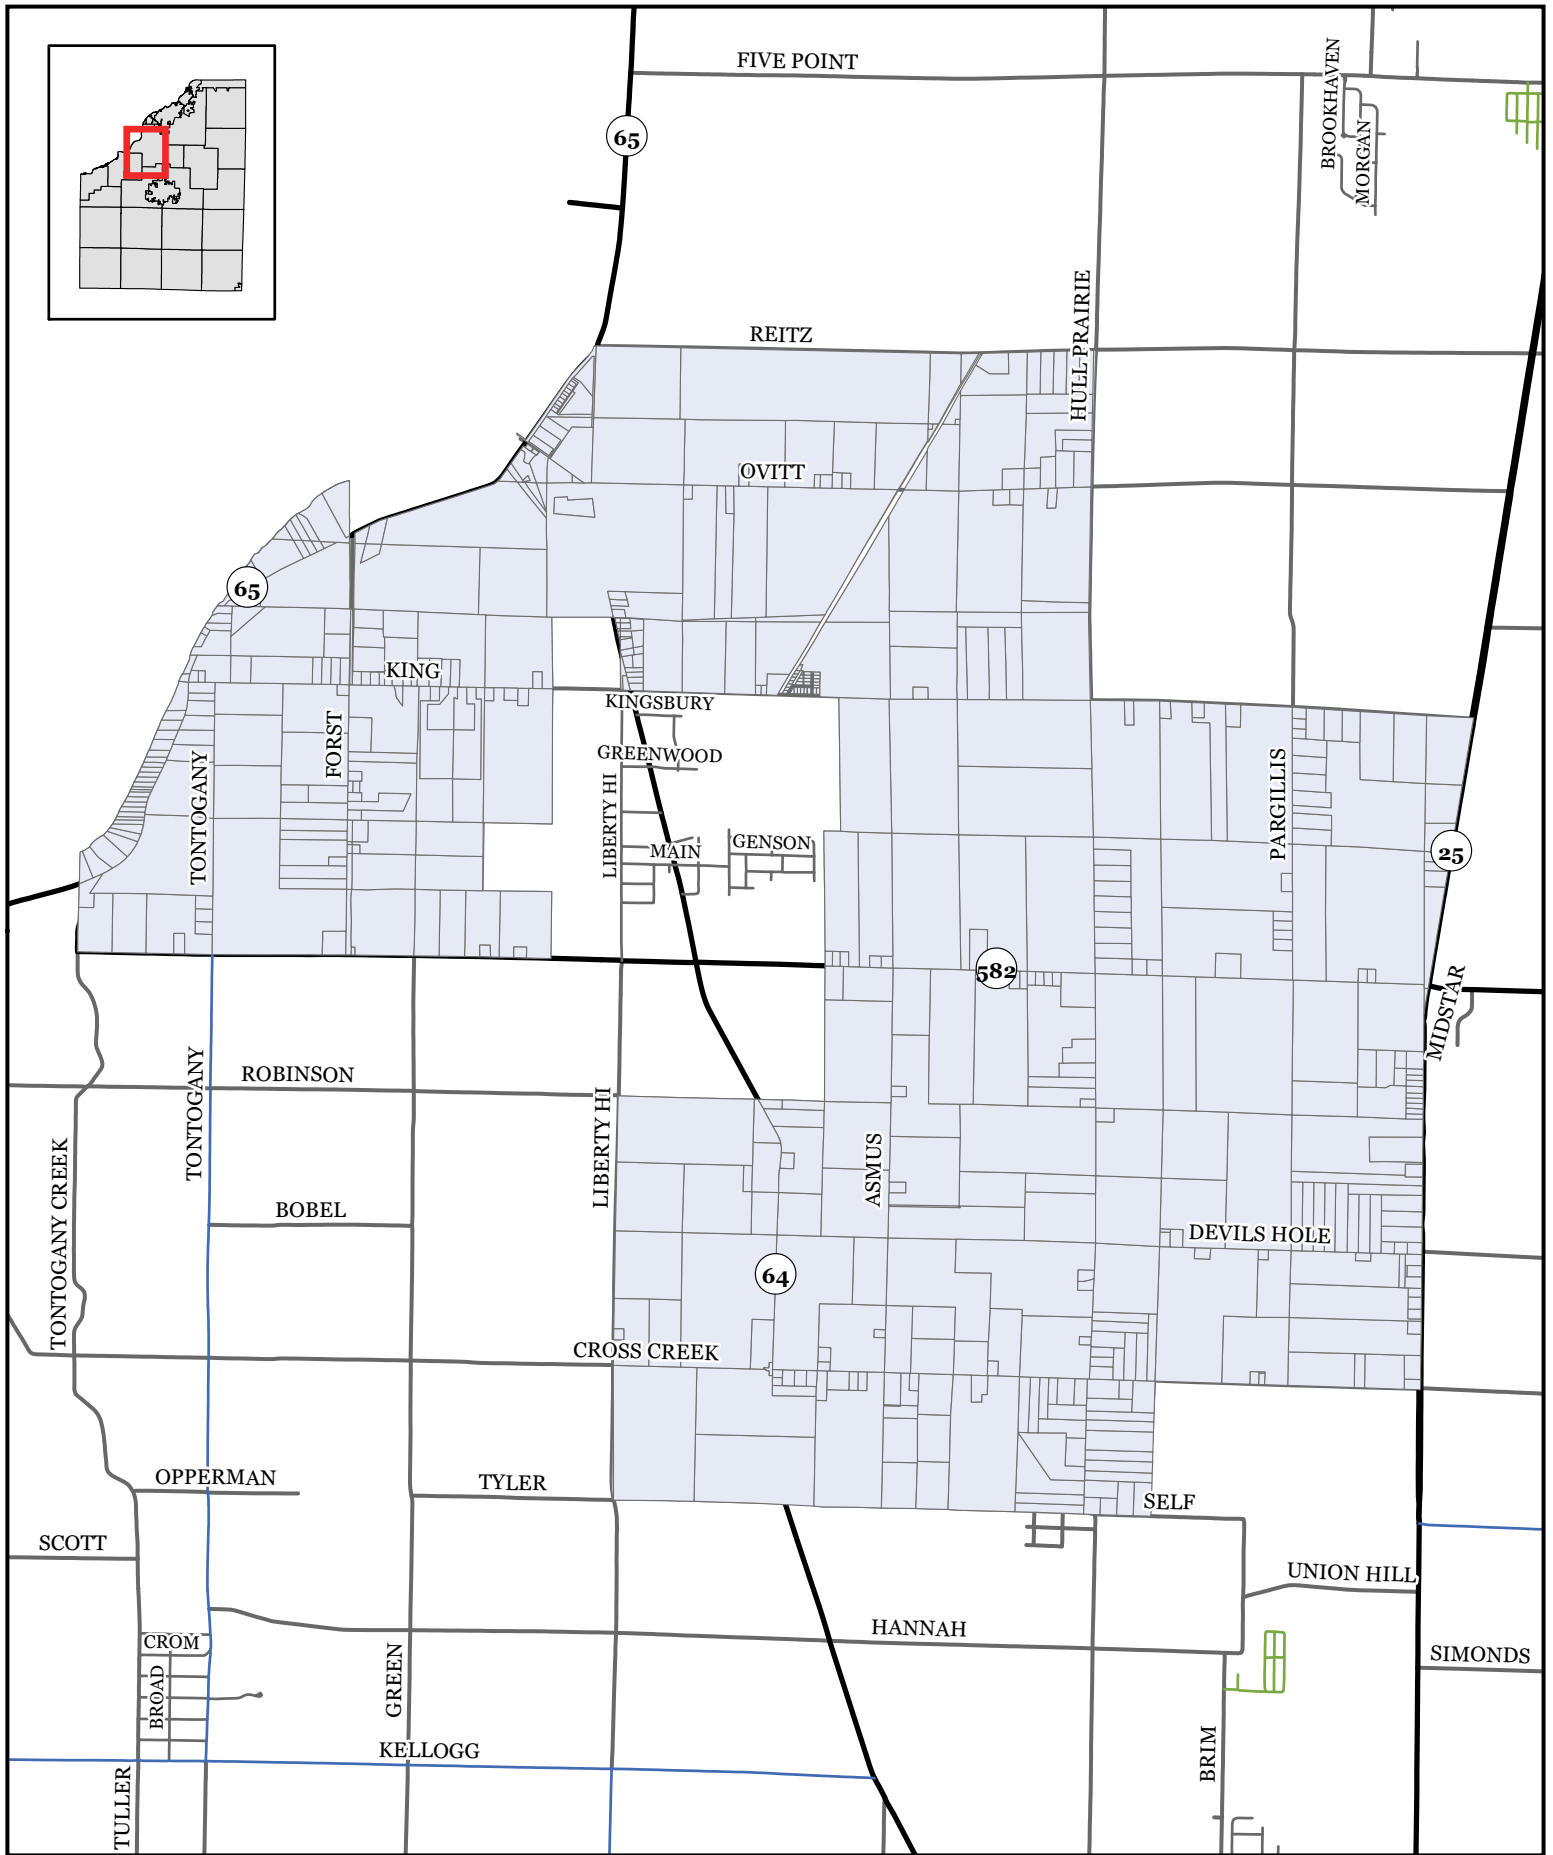 FIVE POINT
BROOKHAVEN
MORGAN
65
HULL PRAIRIE
REITZ
OVITT
65
KING
KINGSBURY
FORST
GREENWOOD
TONTOGANY
LIBERTY HI
PARGILLIS
MAIN
GENSON
25
582
MIDSTAR
ROBINSON
TONTOGANY
LIBERTY HI
ASMUS
TONTOGANY CREEK
BOBEL
DEVILS HOLE
64
CROSS CREEK
OPPERMAN
TYLER
SELF
SCOTT
UNION HILL
HANNAH
CROM
GREEN
SIMONDS
BROAD
KELLOGG
BRIM
TULLER